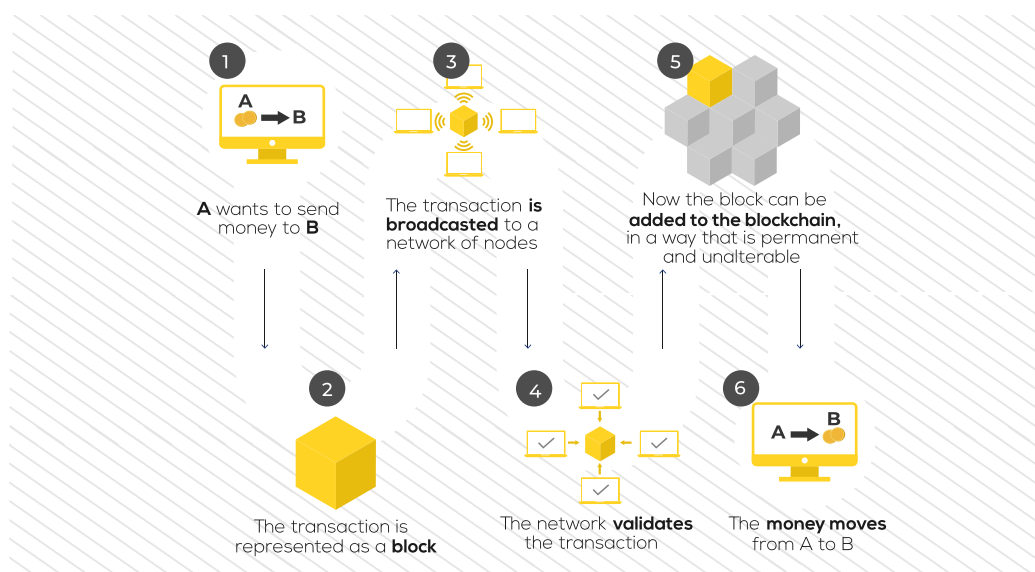 1
A
B
A wants to send
money to B
2
The transaction is
represented as a block
3
The transaction is
broadcasted to a
network of nodes
4
The network validates
the transaction
5
Now the block can be
added to the blockchain,
in a way that is permanent
and unalterable
6
B
A
The money moves
from A to B